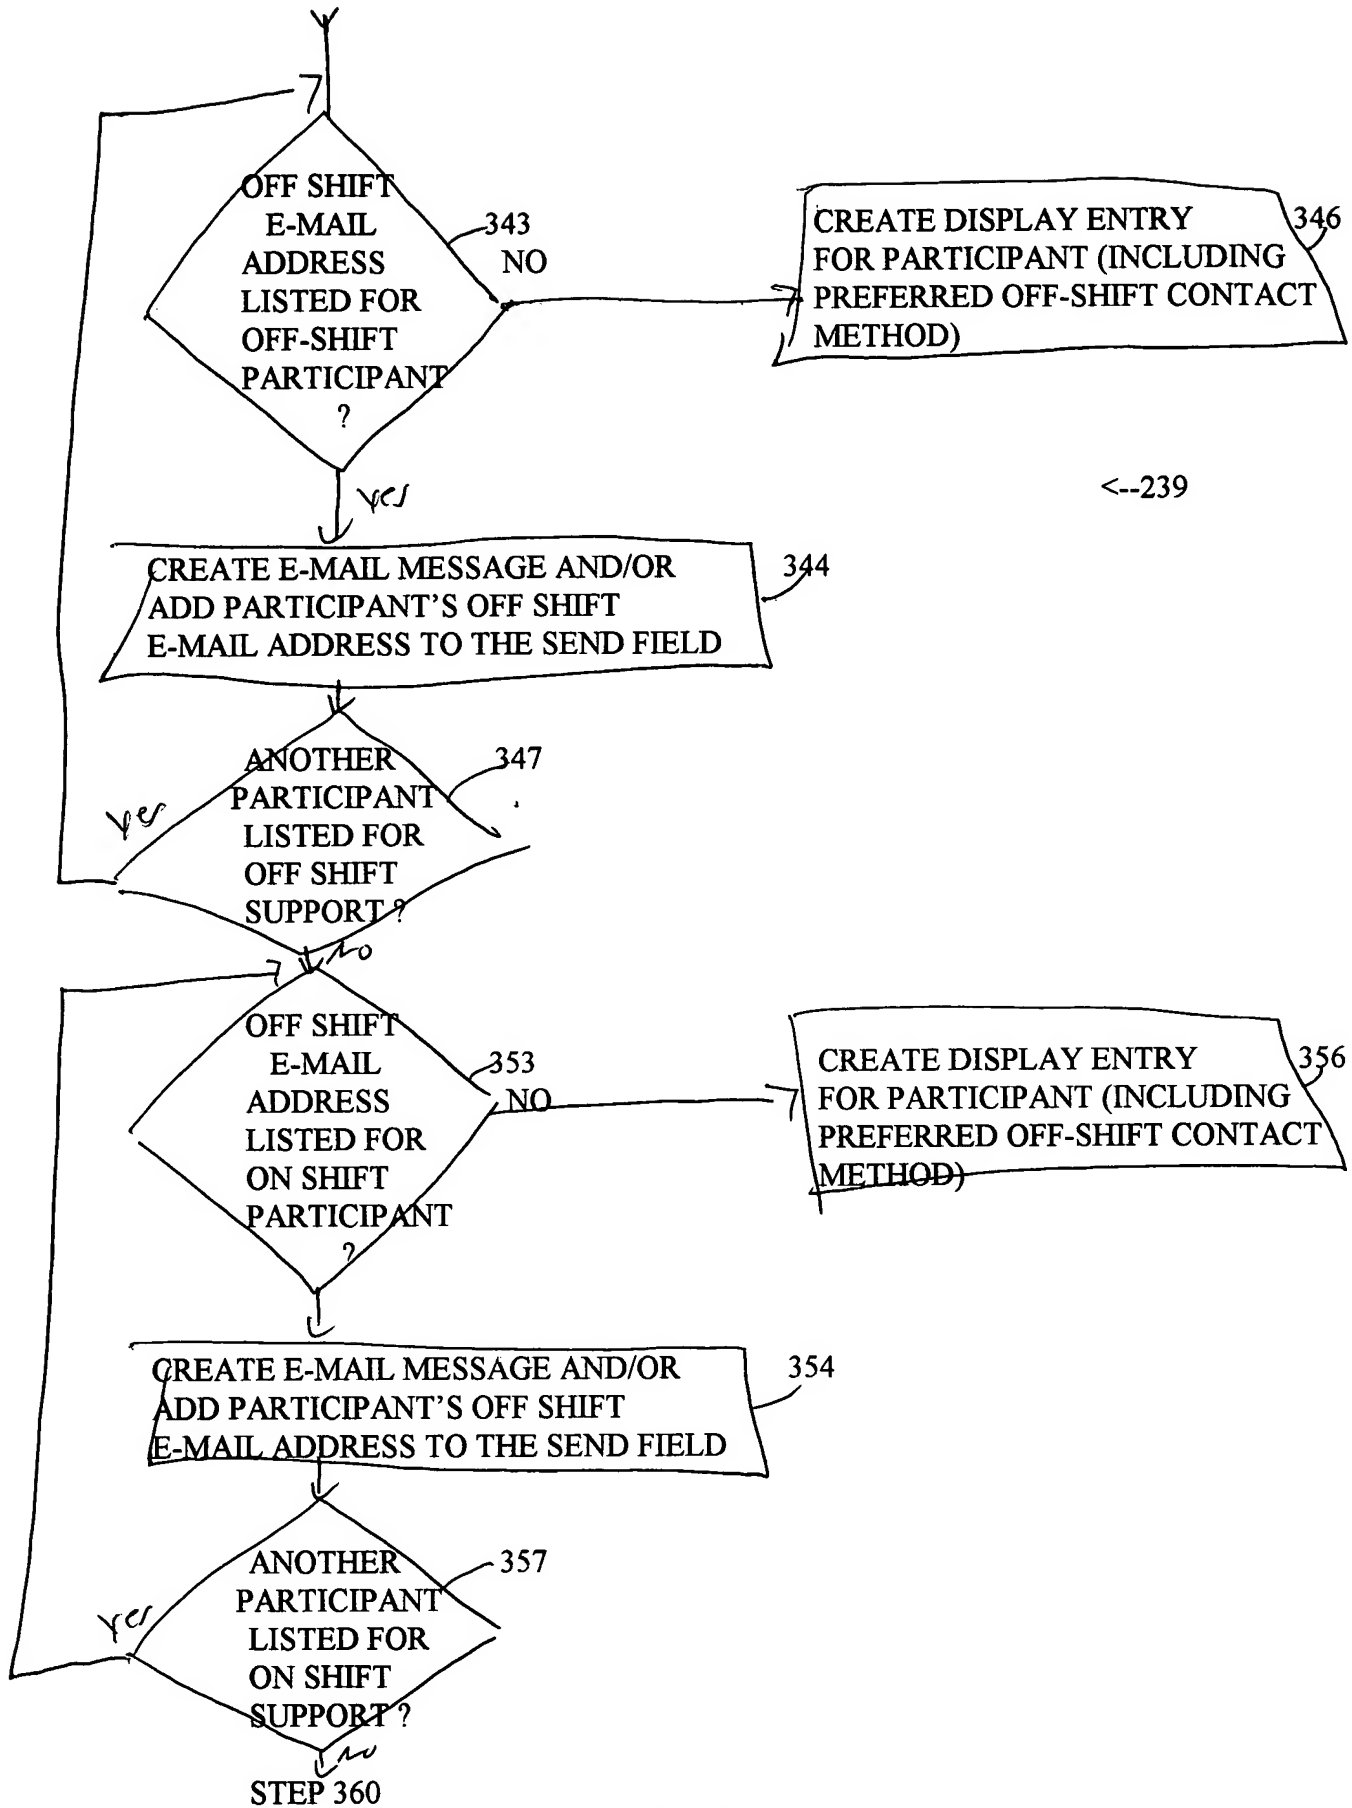 OFF SHIFT
E-MAIL
ADDRESS
LISTED FOR
OFF-SHIFT
PARTICIPANT
?
343
NO
CREATE DISPLAY ENTRY
FOR PARTICIPANT (INCLUDING
PREFERRED OFF-SHIFT CONTACT
METHOD)
346
<--239
yes
CREATE E-MAIL MESSAGE AND/OR
ADD PARTICIPANT'S OFF SHIFT
E-MAIL ADDRESS TO THE SEND FIELD
344
ANOTHER
PARTICIPANT
LISTED FOR
OFF SHIFT
SUPPORT ?
347
yes
No
OFF SHIFT
E-MAIL
ADDRESS
LISTED FOR
ON SHIFT
PARTICIPANT
?
353
NO
CREATE DISPLAY ENTRY
FOR PARTICIPANT (INCLUDING
PREFERRED OFF-SHIFT CONTACT
METHOD)
356
CREATE E-MAIL MESSAGE AND/OR
ADD PARTICIPANT'S OFF SHIFT
E-MAIL ADDRESS TO THE SEND FIELD
354
ANOTHER
PARTICIPANT
LISTED FOR
ON SHIFT
SUPPORT ?
357
yes
No
STEP 360